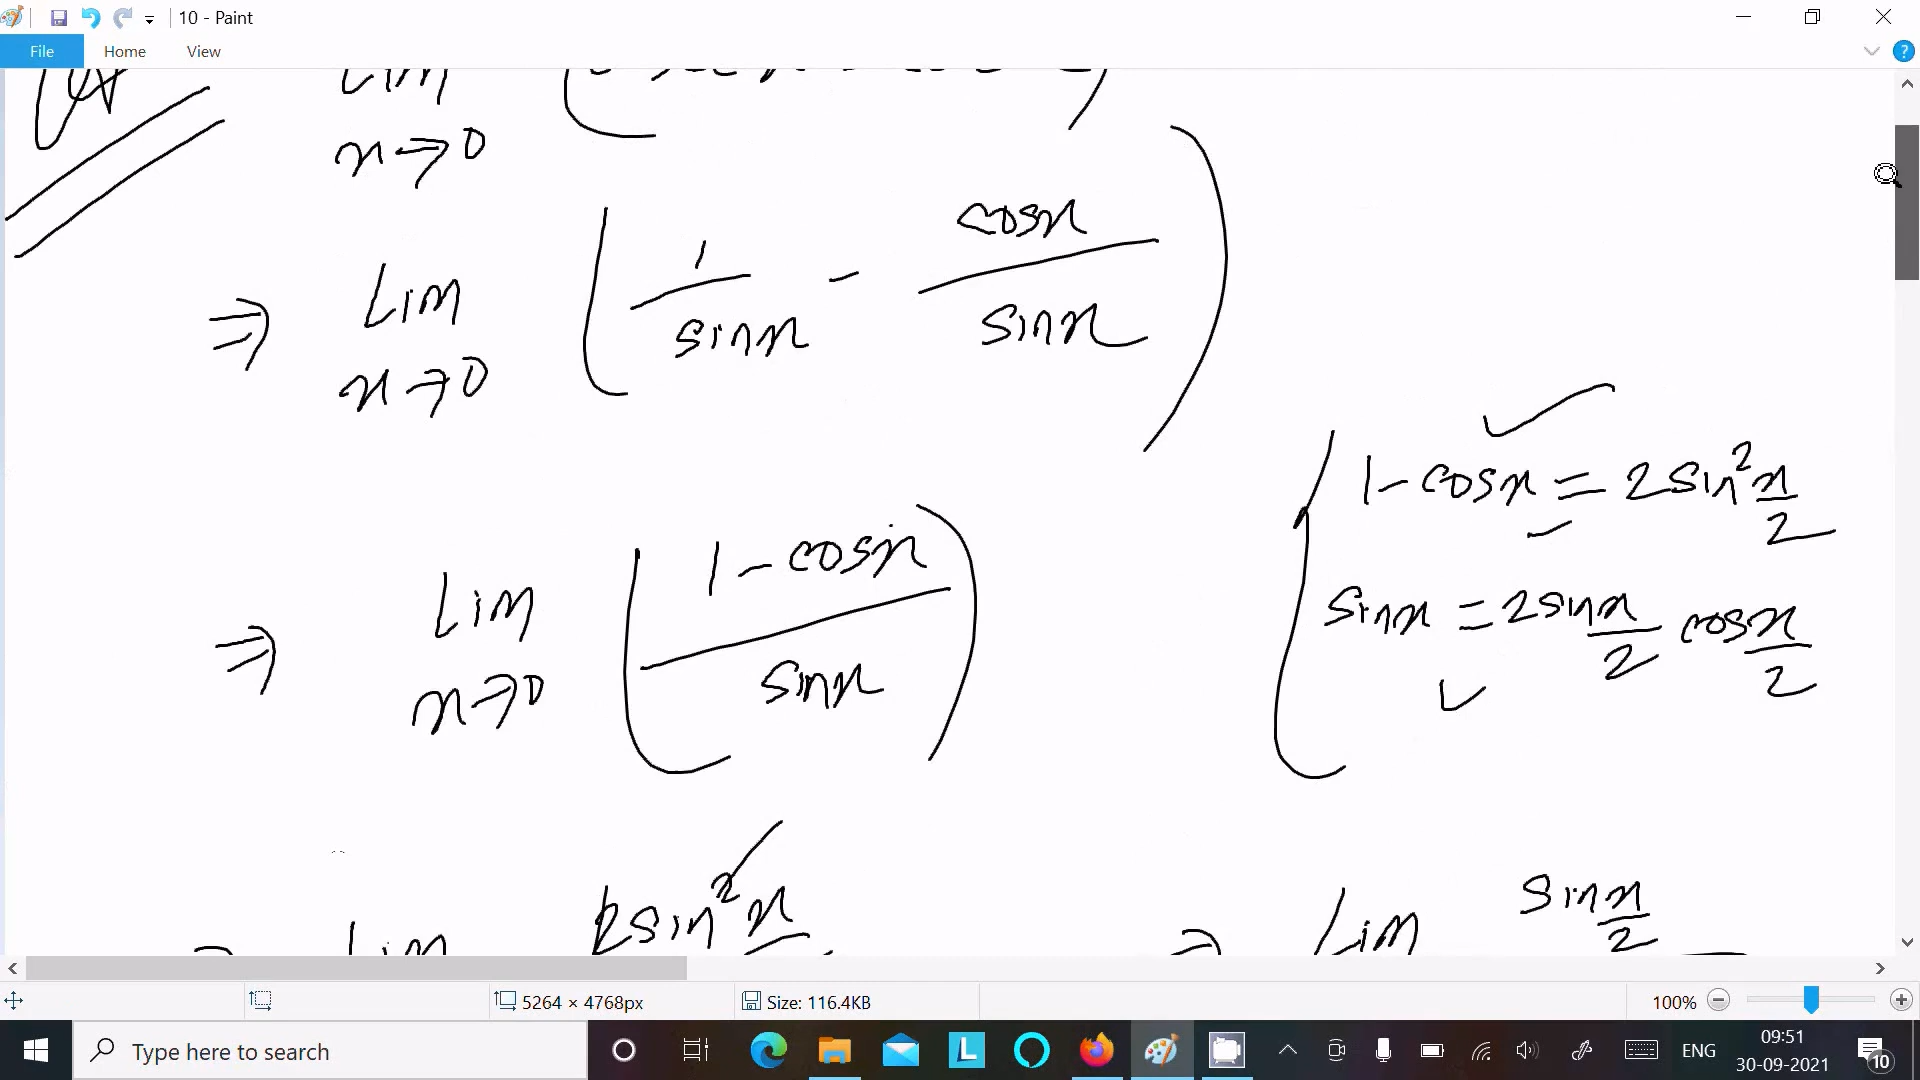 10 - Paint
File Home View
Lim
x→0
⇒ Lim x→0 ( 1/sinx - cosx/sinx )
⇒ Lim x→0 ( 1-cosx/sinx )
1-cosx = 2sin²x/2
sinx = 2sinx/2 cosx/2
Lim 2sin²x
⇒ Lim sinx/2
5264 × 4768px Size: 116.4KB 100%
Type here to search
L
ENG
09:51
30-09-2021
10